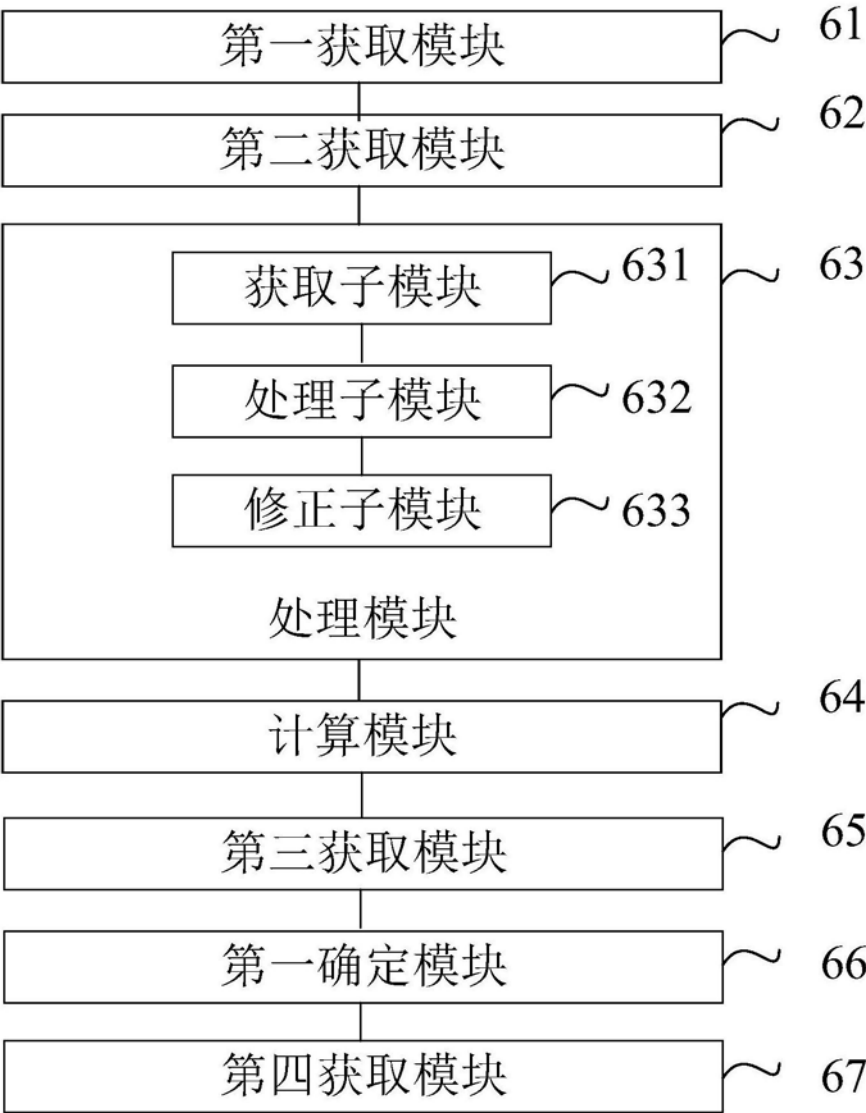 第一获取模块 61
第二获取模块 62
获取子模块 631
63
处理子模块 632
修正子模块 633
处理模块
计算模块 64
第三获取模块 65
第一确定模块 66
第四获取模块 67